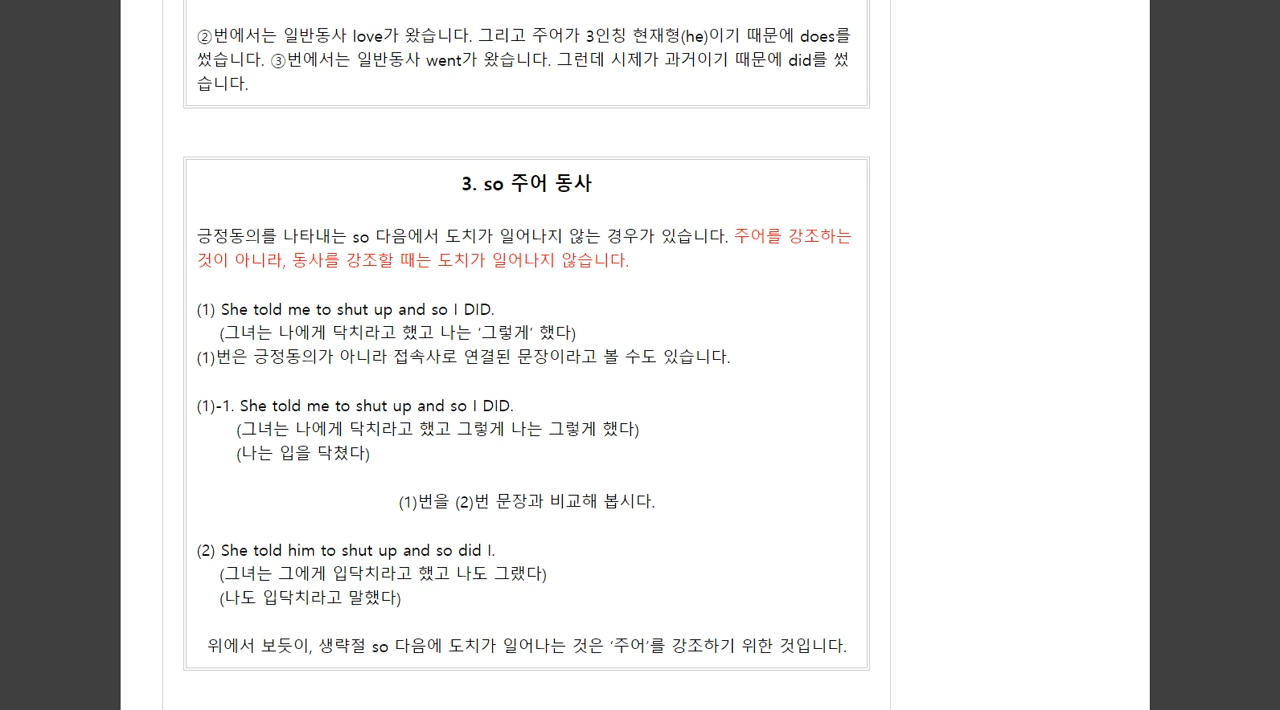 ②번에서는 일반동사 love가 왔습니다. 그리고 주어가 3인칭 현재형(he)이기 때문에 does를
썼습니다. ③번에서는 일반동사 went가 왔습니다. 그런데 시제가 과거이기 때문에 did를 썼
습니다.
3. so 주어 동사
긍정동의를 나타내는 so 다음에서 도치가 일어나지 않는 경우가 있습니다. 주어를 강조하는
것이 아니라, 동사를 강조할 때는 도치가 일어나지 않습니다.
(1) She told me to shut up and so I DID.
(그녀는 나에게 닥치라고 했고 나는 ‘그렇게’ 했다)
(1)번은 긍정동의가 아니라 접속사로 연결된 문장이라고 볼 수도 있습니다.
(1)-1. She told me to shut up and so I DID.
(그녀는 나에게 닥치라고 했고 그렇게 나는 그렇게 했다)
(나는 입을 닥쳤다)
(1)번을 (2)번 문장과 비교해 봅시다.
(2) She told him to shut up and so did I.
(그녀는 그에게 입닥치라고 했고 나도 그랬다)
(나도 입닥치라고 말했다)
위에서 보듯이, 생략절 so 다음에 도치가 일어나는 것은 ‘주어’를 강조하기 위한 것입니다.